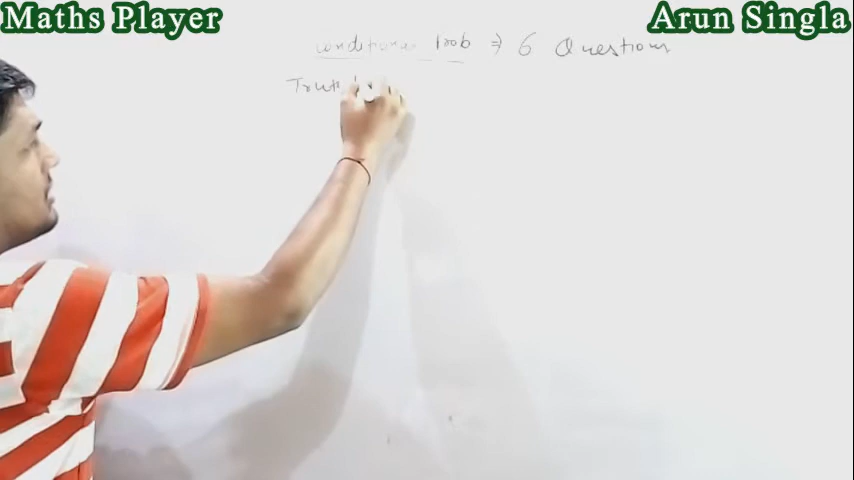 Maths Player
Arun Singla
conditional Prob ⇒ 6 Questions